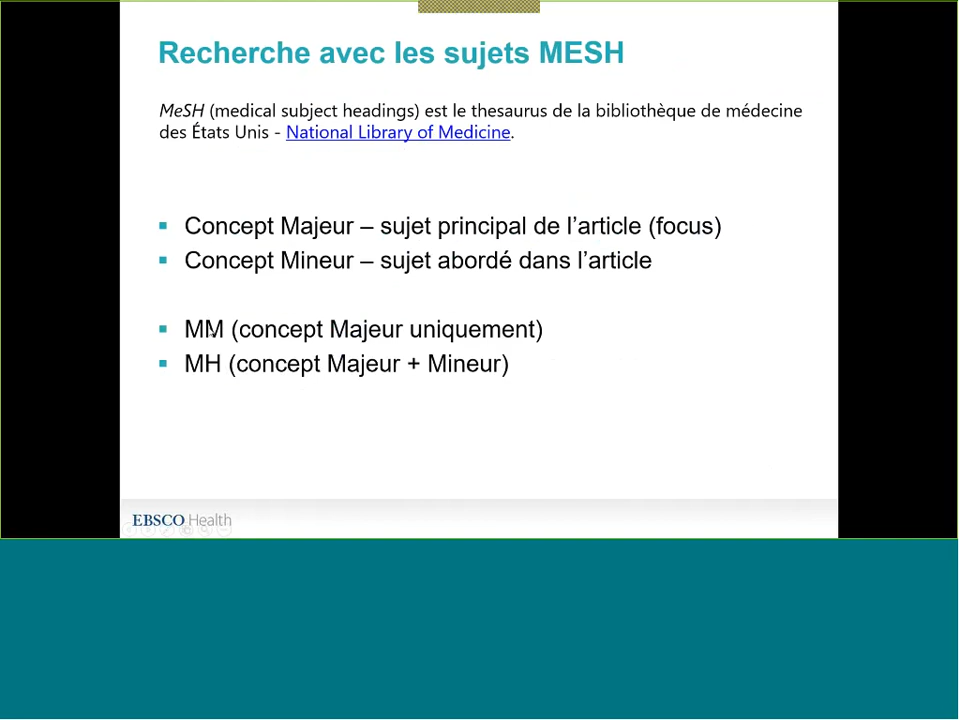 Recherche avec les sujets MESH
MeSH (medical subject headings) est le thesaurus de la bibliothèque de médecine
des États Unis - National Library of Medicine.
Concept Majeur – sujet principal de l'article (focus)
Concept Mineur – sujet abordé dans l'article
MM (concept Majeur uniquement)
MH (concept Majeur + Mineur)
EBSCO Health